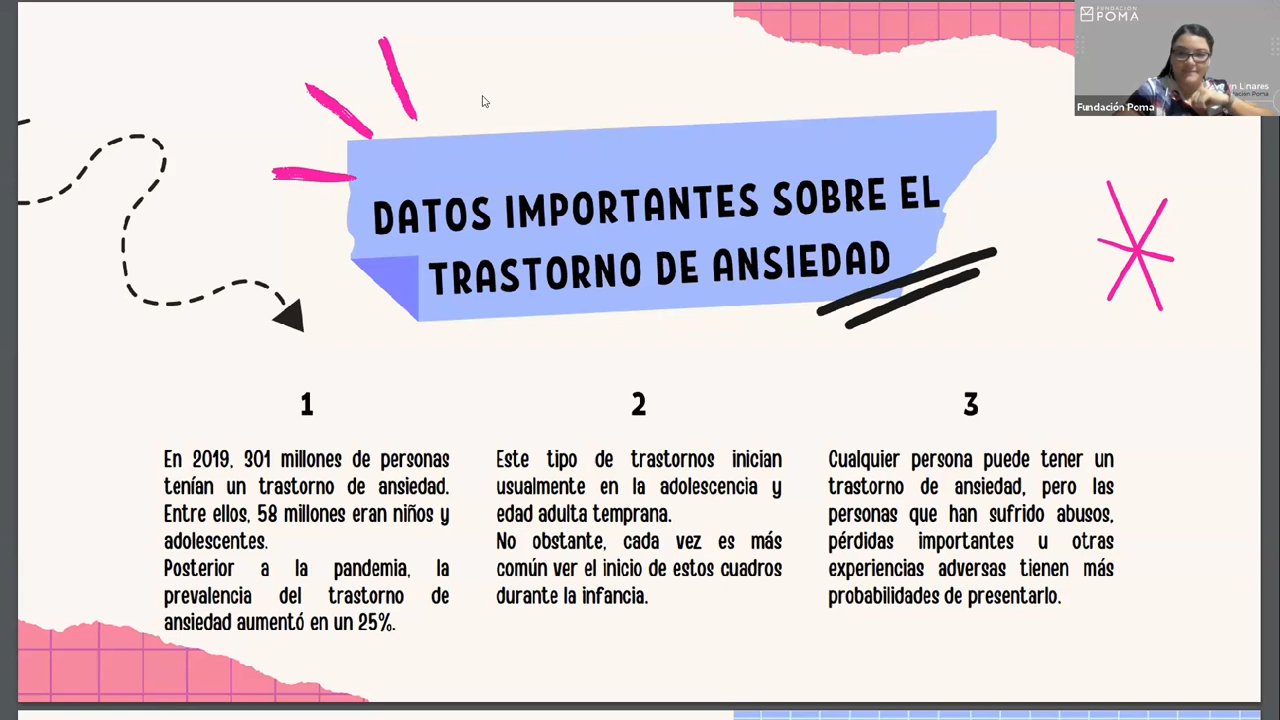 FUNDACIÓN
POMA
Linares
Fundación Poma
DATOS IMPORTANTES SOBRE EL
TRASTORNO DE ANSIEDAD
1
En 2019, 301 millones de personas
tenían un trastorno de ansiedad.
Entre ellos, 58 millones eran niños y
adolescentes.
Posterior a la pandemia, la
prevalencia del trastorno de
ansiedad aumentó en un 25%.
2
Este tipo de trastornos inician
usualmente en la adolescencia y
edad adulta temprana.
No obstante, cada vez es más
común ver el inicio de estos cuadros
durante la infancia.
3
Cualquier persona puede tener un
trastorno de ansiedad, pero las
personas que han sufrido abusos,
pérdidas importantes u otras
experiencias adversas tienen más
probabilidades de presentarlo.